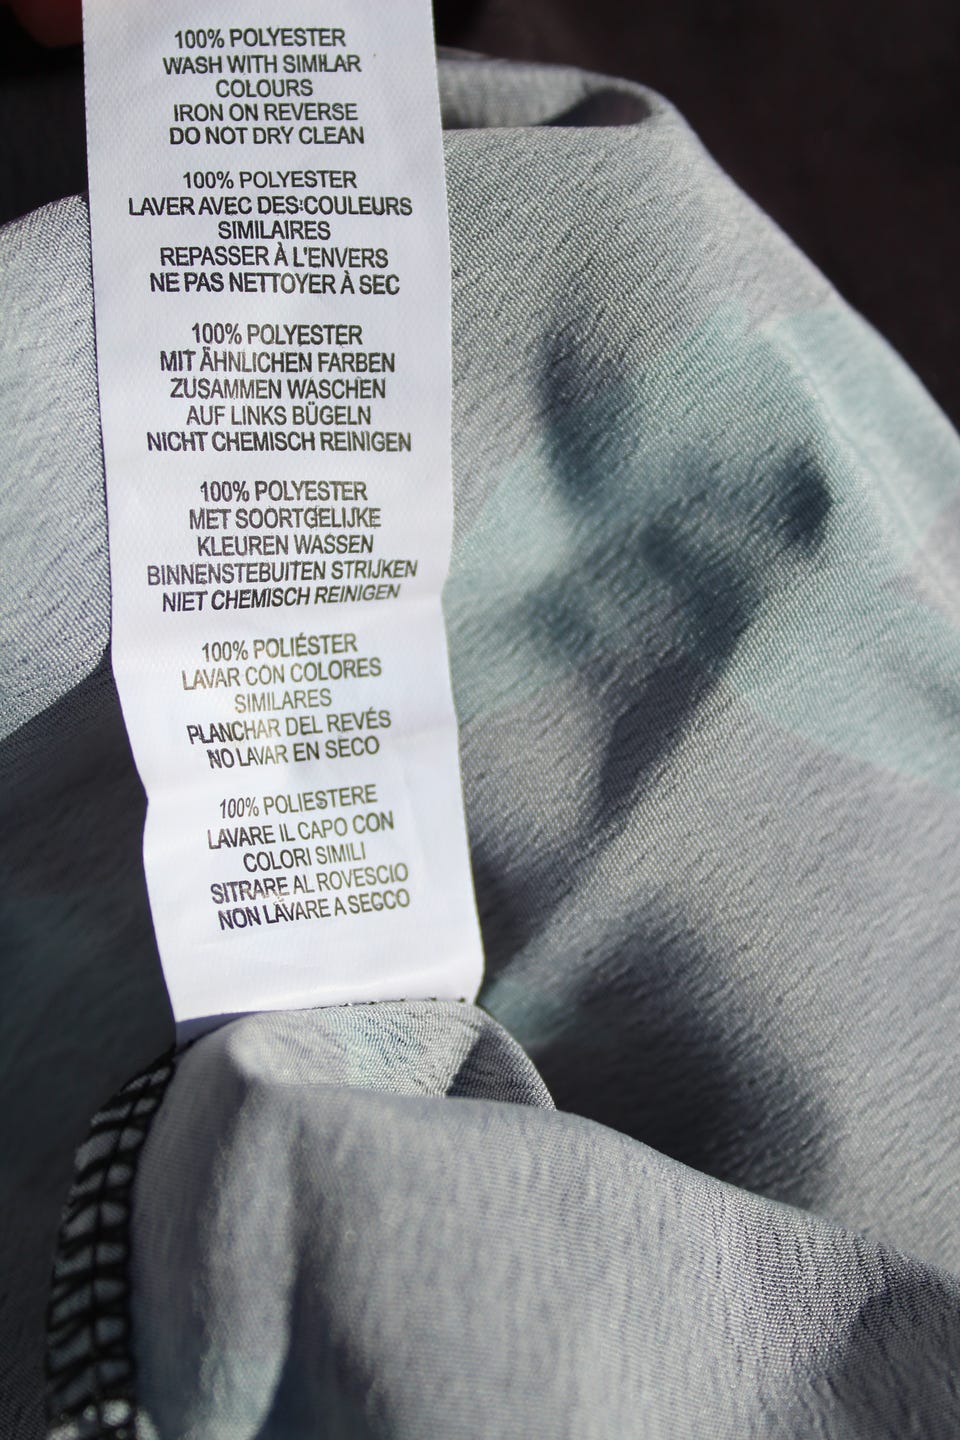 100% POLYESTER
WASH WITH SIMILAR
COLOURS
IRON ON REVERSE
DO NOT DRY CLEAN
100% POLYESTER
LAVER AVEC DES COULEURS
SIMILAIRES
REPASSER À L'ENVERS
NE PAS NETTOYER À SEC
100% POLYESTER
MIT ÄHNLICHEN FARBEN
ZUSAMMEN WASCHEN
AUF LINKS BÜGELN
NICHT CHEMISCH REINIGEN
100% POLYESTER
MET SOORTGELIJKE
KLEUREN WASSEN
BINNENSTEBUITEN STRIJKEN
NIET CHEMISCH REINIGEN
100% POLIÉSTER
LAVAR CON COLORES
SIMILARES
PLANCHAR DEL REVÉS
NO LAVAR EN SECO
100% POLIESTERE
LAVARE IL CAPO CON
COLORI SIMILI
SITRARE AL ROVESCIO
NON LAVARE A SECCO